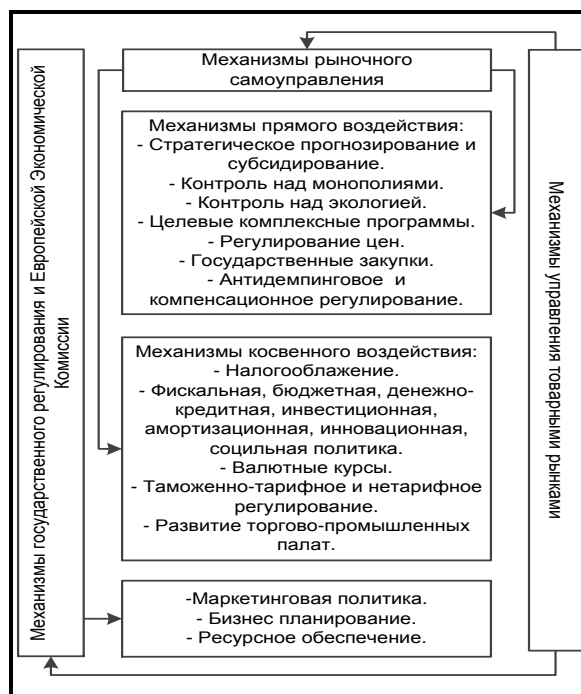 Механизмы государственного регулирования и Европейской Экономической
Комиссии
Механизмы рыночного
самоуправления
Механизмы прямого воздействия:
- Стратегическое прогнозирование и
субсидирование.
- Контроль над монополиями.
- Контроль над экологией.
- Целевые комплексные программы.
- Регулирование цен.
- Государственные закупки.
- Антидемпинговое и
компенсационное регулирование.
Механизмы косвенного воздействия:
- Налогооблажение.
- Фискальная, бюджетная, денежно-
кредитная, инвестиционная,
амортизационная, инновационная,
социльная политика.
- Валютные курсы.
- Таможенно-тарифное и нетарифное
регулирование.
- Развитие торгово-промышленных
палат.
-Маркетинговая политика.
- Бизнес планирование.
- Ресурсное обеспечение.
Механизмы управления товарными рынками